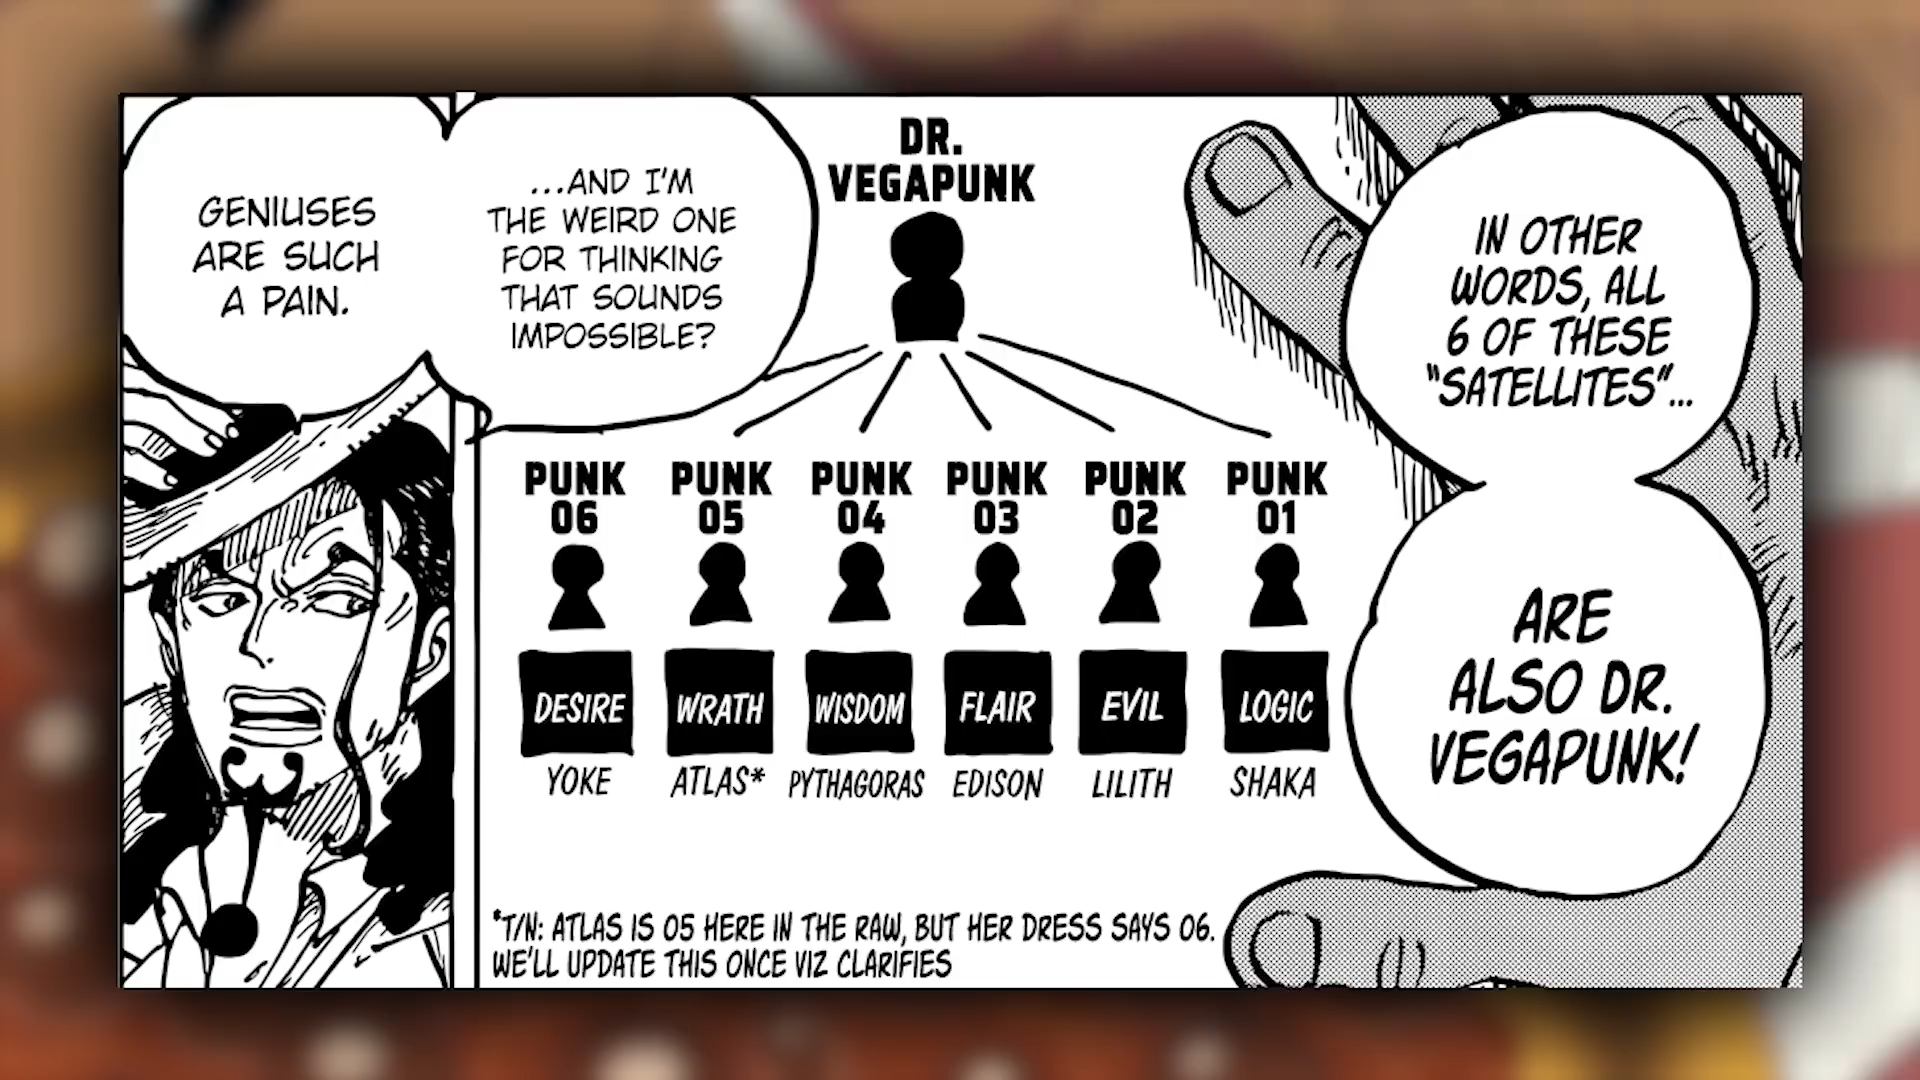 GENIUSES
ARE SUCH
A PAIN.
...AND I'M
THE WEIRD ONE
FOR THINKING
THAT SOUNDS
IMPOSSIBLE?
DR.
VEGAPUNK
IN OTHER
WORDS, ALL
6 OF THESE
"SATELLITES"...
ARE
ALSO DR.
VEGAPUNK!
PUNK 06 PUNK 05 PUNK 04 PUNK 03 PUNK 02 PUNK 01
DESIRE WRATH WISDOM FLAIR EVIL LOGIC
YOKE ATLAS* PYTHAGORAS EDISON LILITH SHAKA
*T/N: ATLAS IS 05 HERE IN THE RAW, BUT HER DRESS SAYS 06.
WE'LL UPDATE THIS ONCE VIZ CLARIFIES